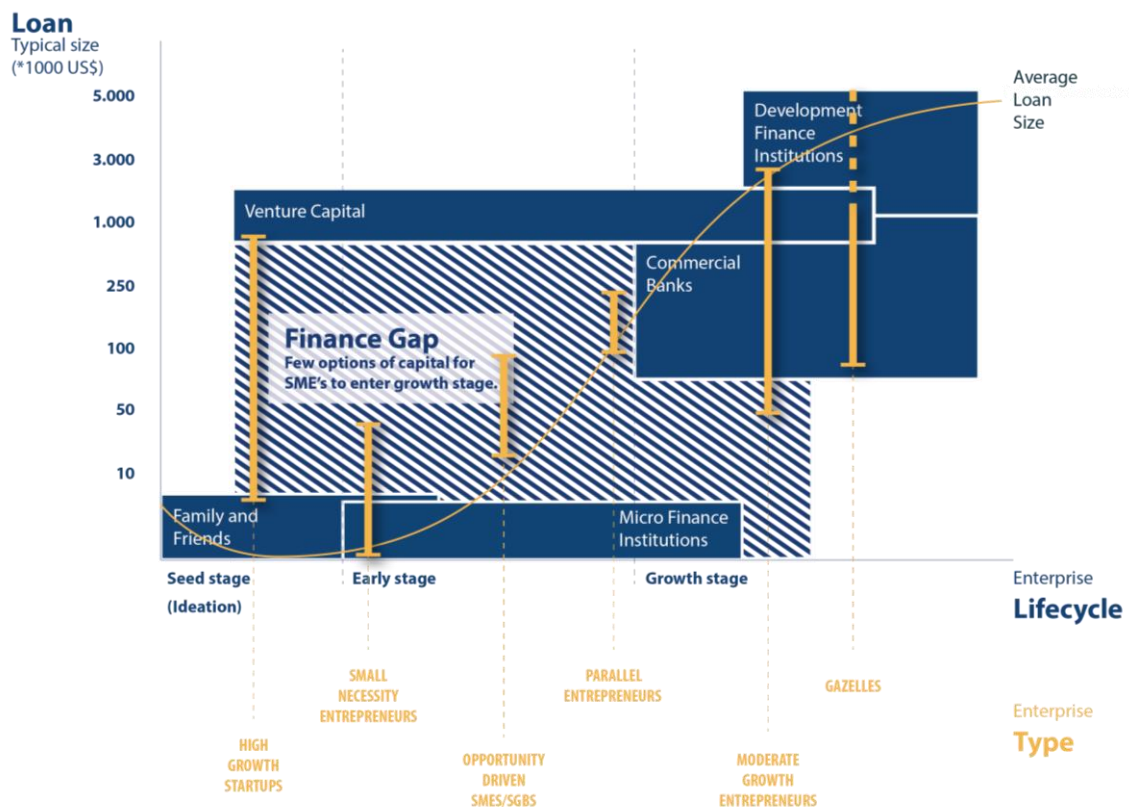 Loan
Typical size
(*1000 US$)
5.000
3.000
1.000
250
100
50
10
Average
Loan
Size
Development
Finance
Institutions
Venture Capital
Commercial
Banks
Finance Gap
Few options of capital for
SME's to enter growth stage.
Family and
Friends
Micro Finance
Institutions
Seed stage
(Ideation)
Early stage
Growth stage
Enterprise
Lifecycle
SMALL
NECESSITY
ENTREPRENEURS
PARALLEL
ENTREPRENEURS
GAZELLES
Enterprise
Type
HIGH
GROWTH
STARTUPS
OPPORTUNITY
DRIVEN
SMES/SGBS
MODERATE
GROWTH
ENTREPRENEURS